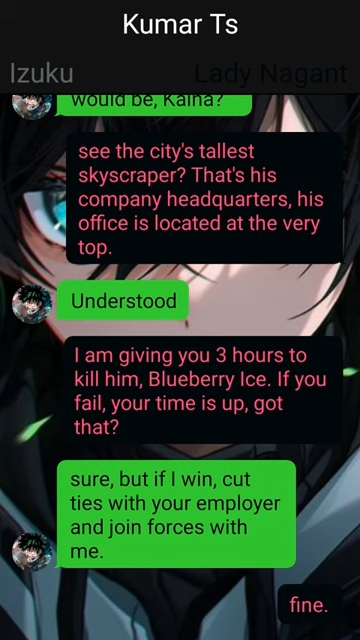 Kumar Ts
Izuku
Lady Nagant
would be, Kaina?
see the city's tallest
skyscraper? That's his
company headquarters, his
office is located at the very
top.
Understood
I am giving you 3 hours to
kill him, Blueberry Ice. If you
fail, your time is up, got
that?
sure, but if I win, cut
ties with your employer
and join forces with
me.
fine.